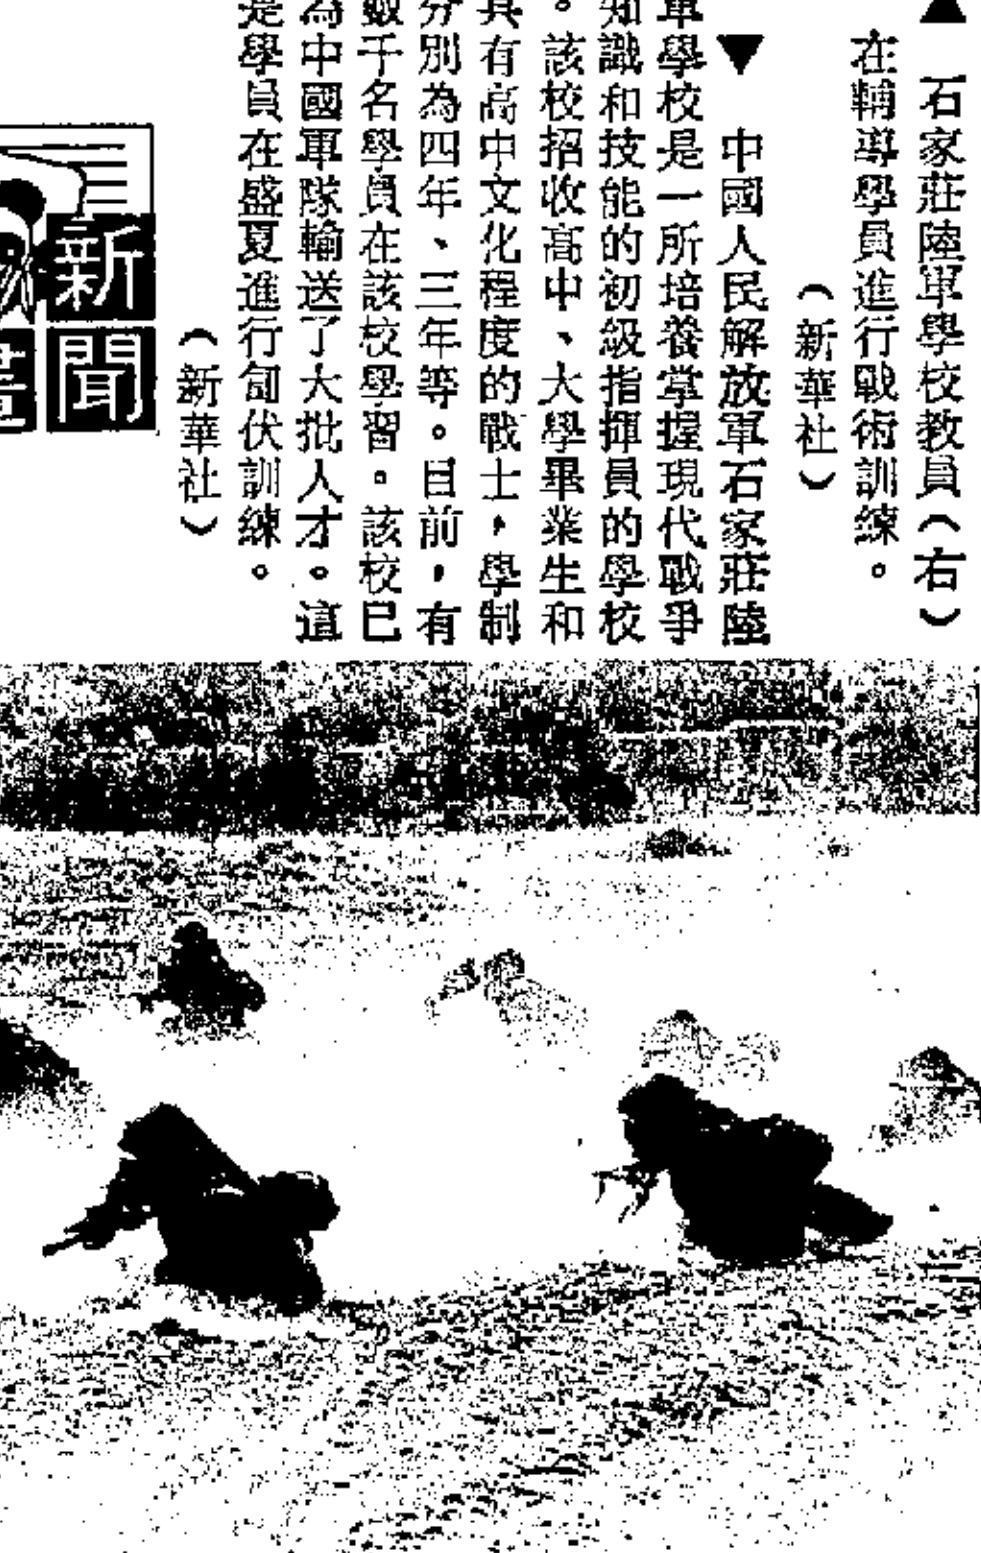 ▲ 石家莊陸軍學校教員(右)
在輔導學員進行戰術訓練。
(新華社)
▼ 中國人民解放軍石家莊陸
軍學校是一所培養掌握現代戰爭
知識和技能的初級指揮員的學校
。該校招收高中、大學畢業生和
具有高中文化程度的戰士，學制
分別為四年、三年等。目前，有
數千名學員在該校學習。該校已
為中國軍隊輸送了大批人才。這
是學員在盛夏進行匍伏訓練。
(新華社)
新聞